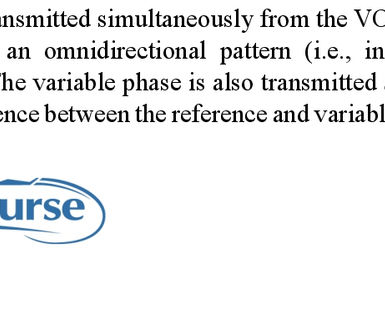 ansmitted simultaneously from the VO
an omnidirectional pattern (i.e., in
he variable phase is also transmitted
ence between the reference and variabl
urse